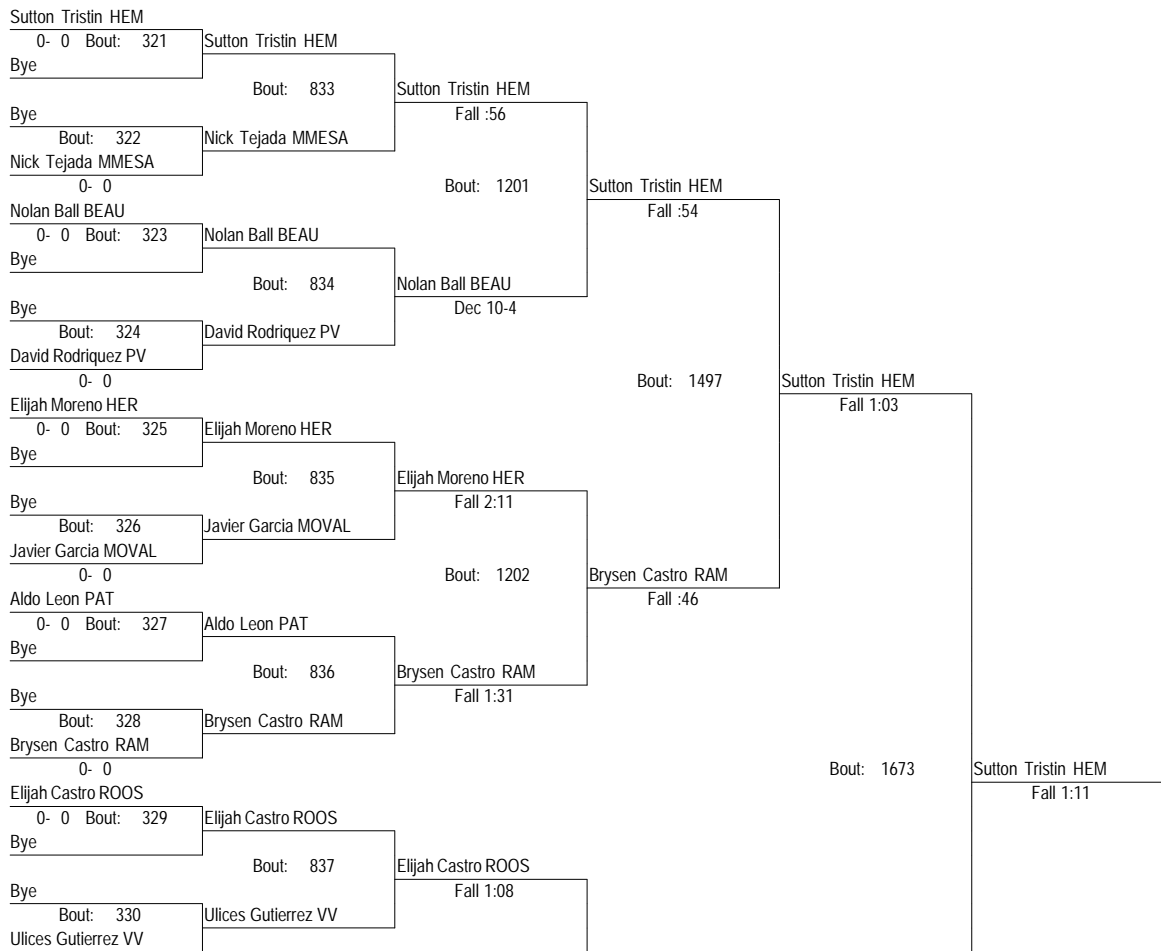 Sutton Tristin HEM
0- 0 Bout: 321 Sutton Tristin HEM
Bye
Bout: 833 Sutton Tristin HEM
Bye Fall :56
Bout: 322 Nick Tejada MMESA
Nick Tejada MMESA
0- 0 Bout: 1201 Sutton Tristin HEM
Nolan Ball BEAU Fall :54
0- 0 Bout: 323 Nolan Ball BEAU
Bye
Bout: 834 Nolan Ball BEAU
Bye Dec 10-4
Bout: 324 David Rodriquez PV
David Rodriquez PV
0- 0 Bout: 1497 Sutton Tristin HEM
Elijah Moreno HER Fall 1:03
0- 0 Bout: 325 Elijah Moreno HER
Bye
Bout: 835 Elijah Moreno HER
Bye Fall 2:11
Bout: 326 Javier Garcia MOVAL
Javier Garcia MOVAL
0- 0 Bout: 1202 Brysen Castro RAM
Aldo Leon PAT Fall :46
0- 0 Bout: 327 Aldo Leon PAT
Bye
Bout: 836 Brysen Castro RAM
Bye Fall 1:31
Bout: 328 Brysen Castro RAM
Brysen Castro RAM
0- 0 Bout: 1673 Sutton Tristin HEM
Elijah Castro ROOS Fall 1:11
0- 0 Bout: 329 Elijah Castro ROOS
Bye
Bout: 837 Elijah Castro ROOS
Bye Fall 1:08
Bout: 330 Ulices Gutierrez VV
Ulices Gutierrez VV